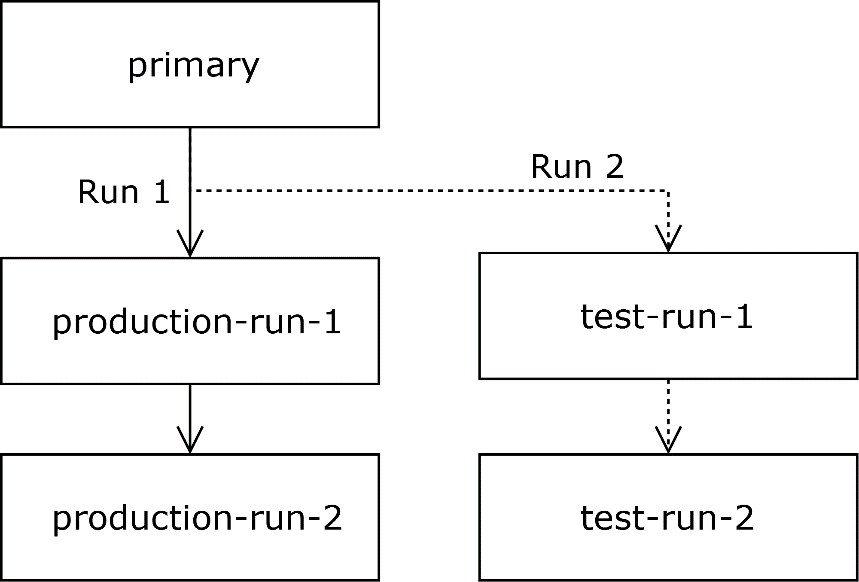 primary
Run 1
Run 2
production-run-1
test-run-1
production-run-2
test-run-2